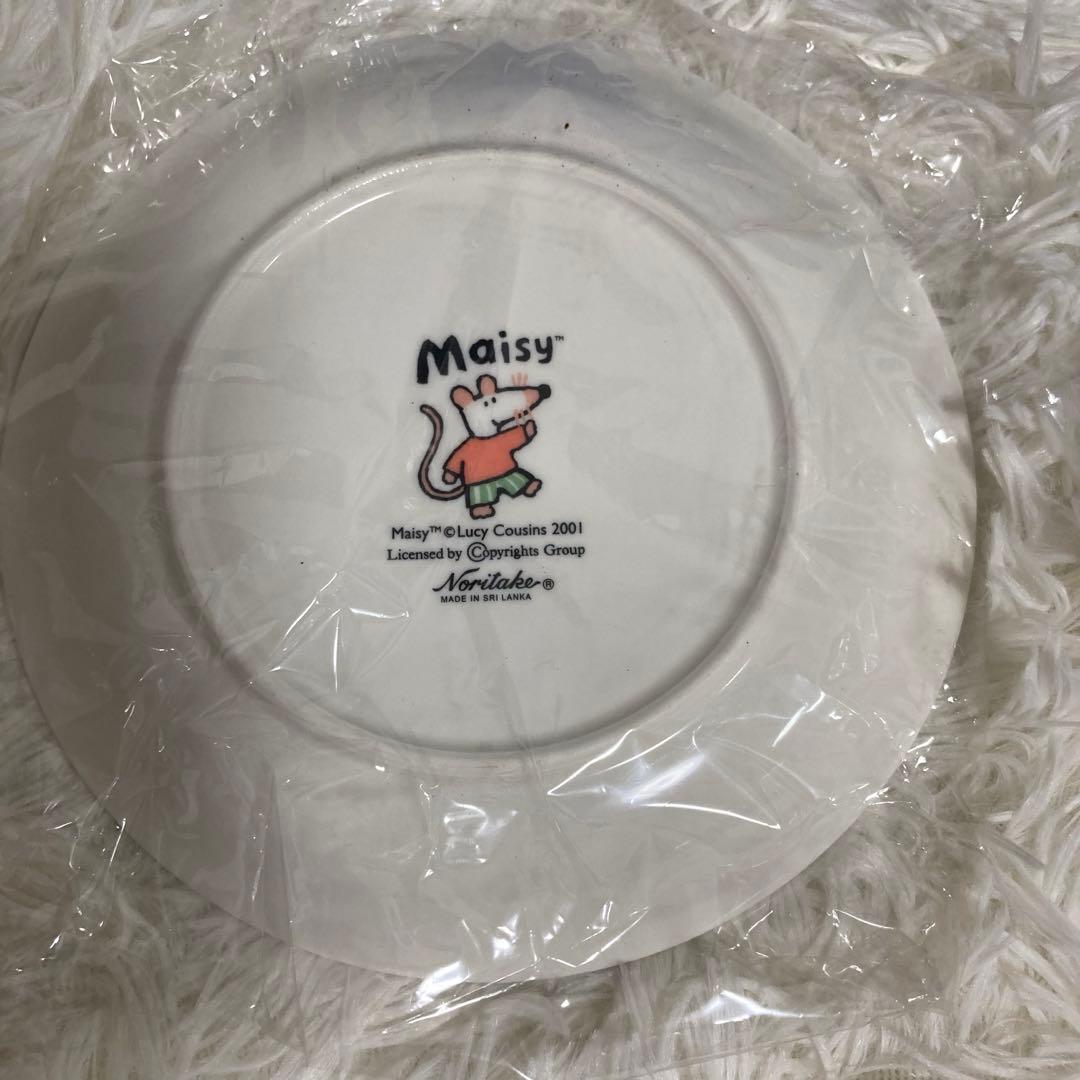 Maisy™
Maisy™©Lucy Cousins 2001
Licensed by ©opyrights Group
Noritake®
MADE IN SRI LANKA